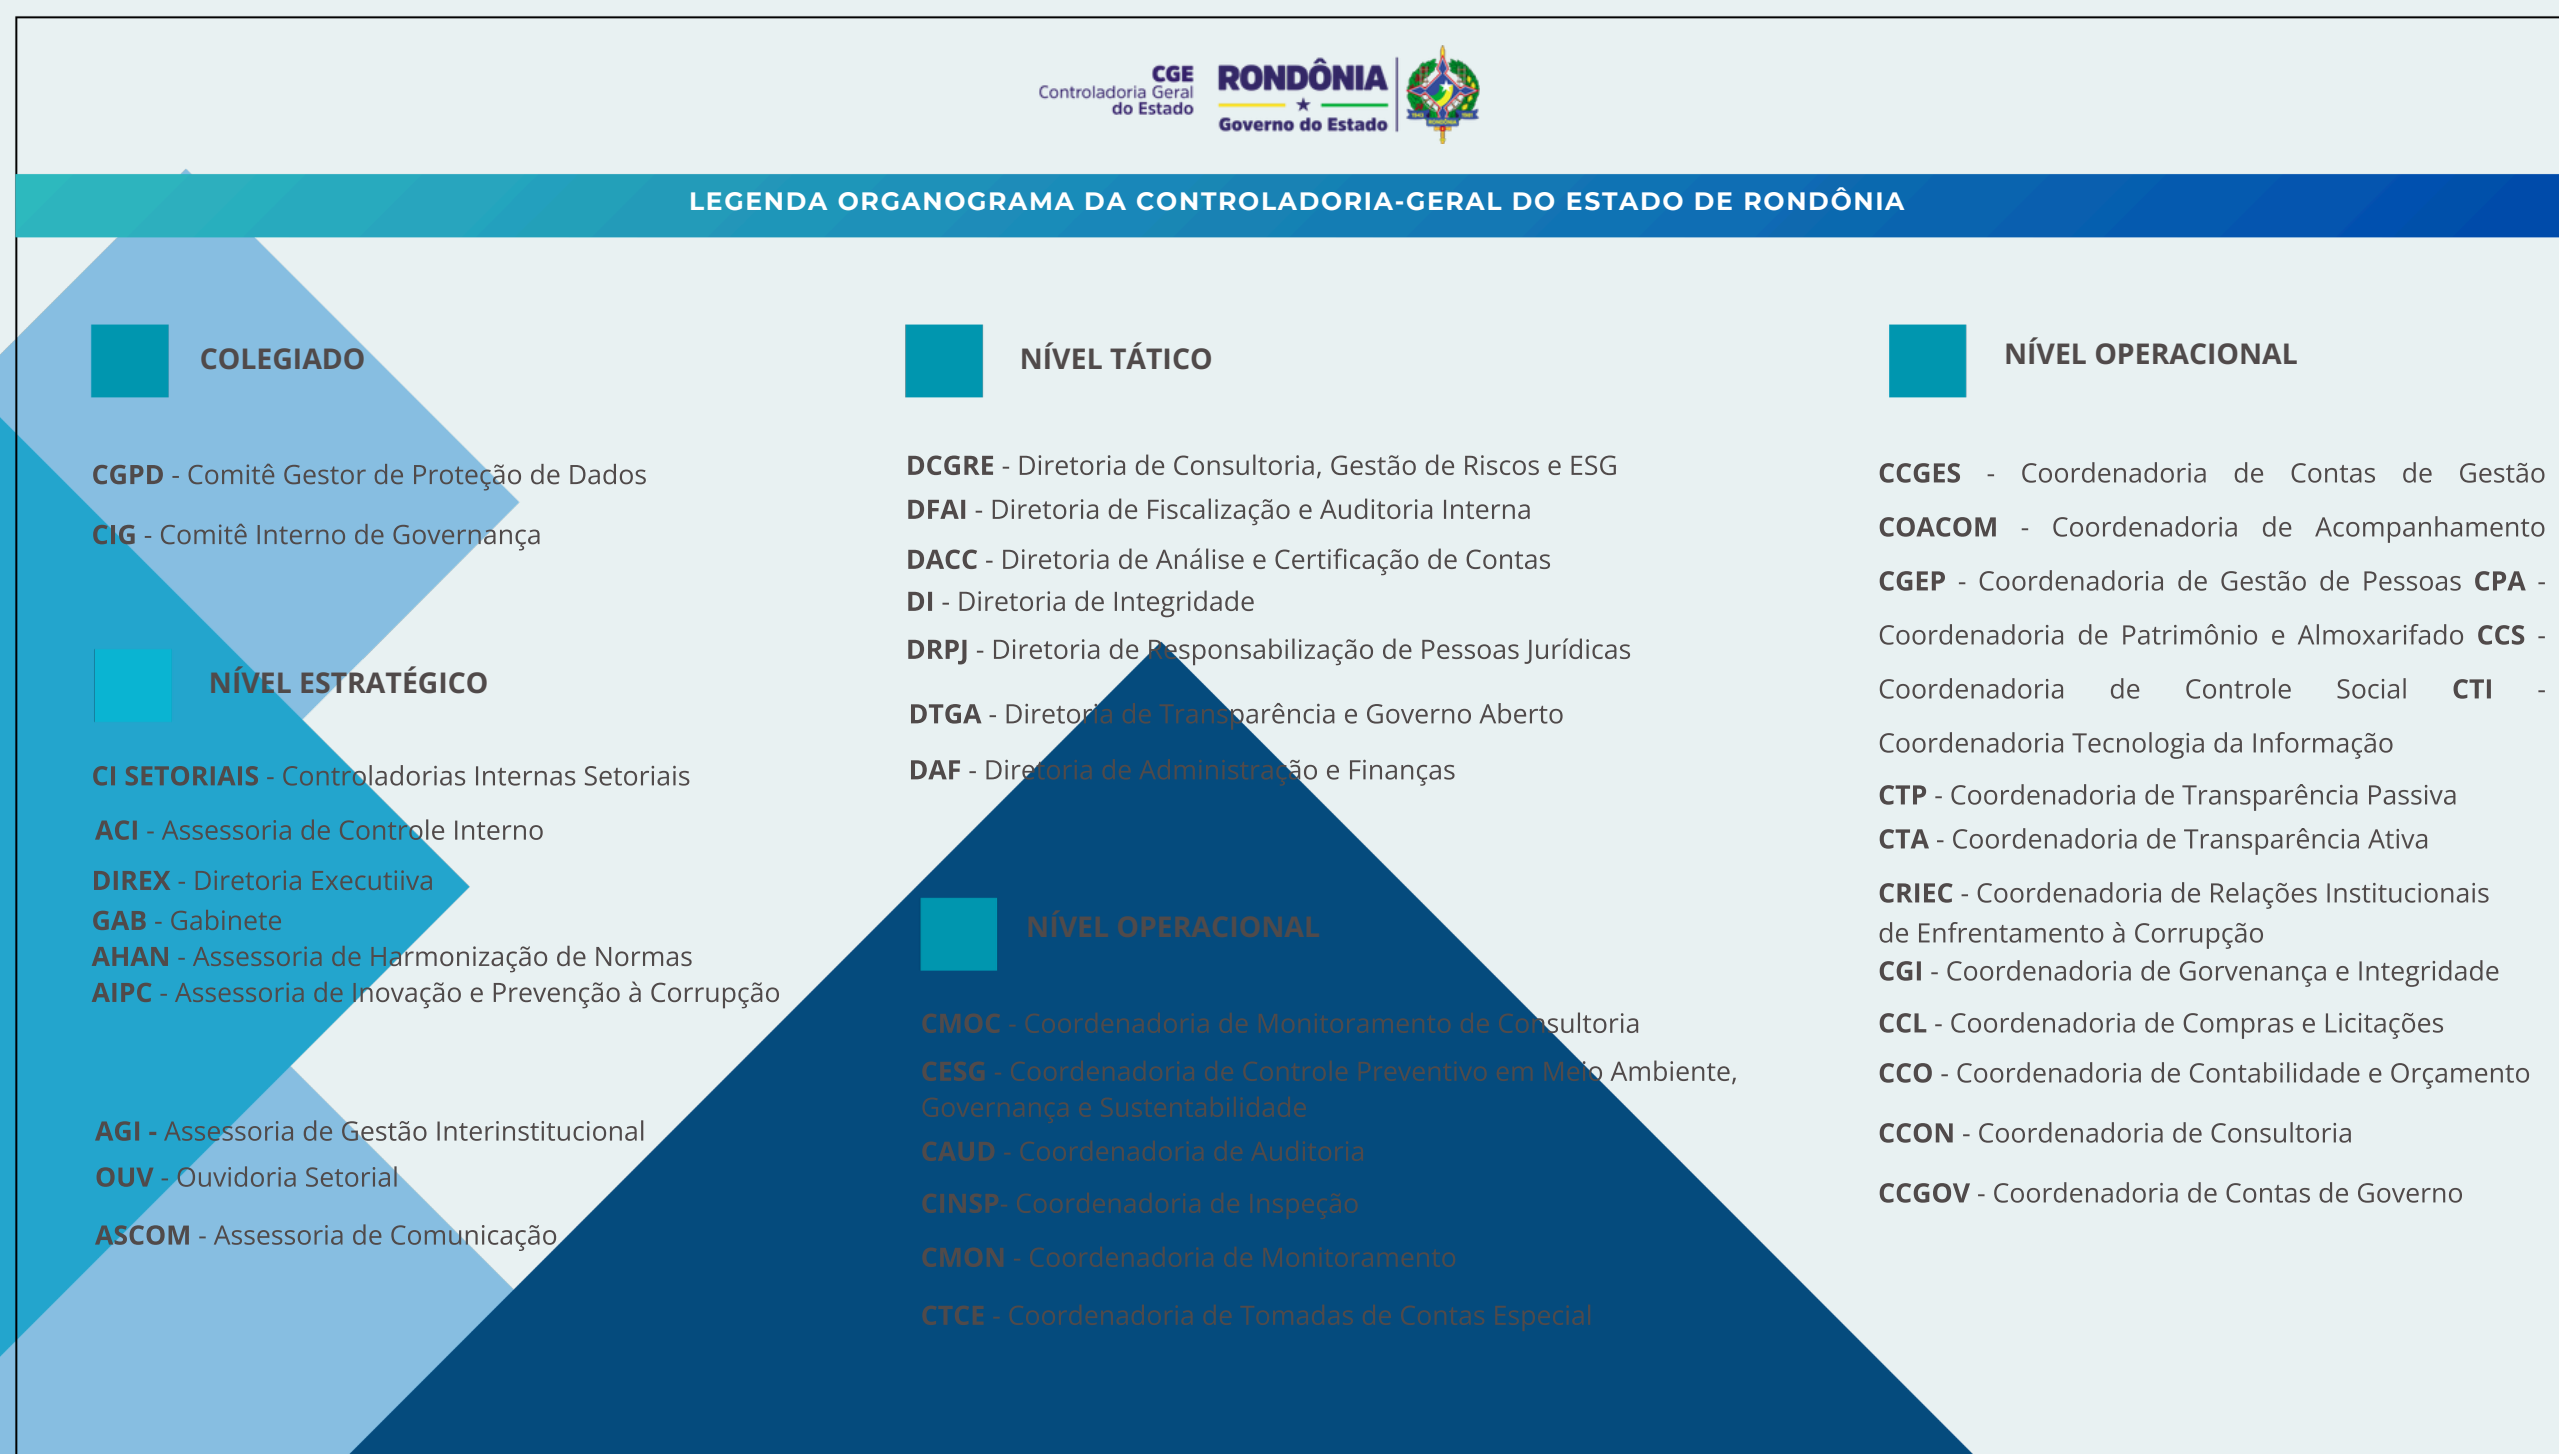 CGE
Controladoria Geral
do Estado
RONDÔNIA
Governo do Estado
LEGENDA ORGANOGRAMA DA CONTROLADORIA-GERAL DO ESTADO DE RONDÔNIA
COLEGIADO
CGPD - Comitê Gestor de Proteção de Dados
CIG - Comitê Interno de Governança
NÍVEL ESTRATÉGICO
CI SETORIAIS - Controladorias Internas Setoriais
ACI - Assessoria de Controle Interno
DIREX - Diretoria Executiiva
GAB - Gabinete
AHAN - Assessoria de Harmonização de Normas
AIPC - Assessoria de Inovação e Prevenção à Corrupção
AGI - Assessoria de Gestão Interinstitucional
OUV - Ouvidoria Setorial
ASCOM - Assessoria de Comunicação
NÍVEL TÁTICO
DCGRE - Diretoria de Consultoria, Gestão de Riscos e ESG
DFAI - Diretoria de Fiscalização e Auditoria Interna
DACC - Diretoria de Análise e Certificação de Contas
DI - Diretoria de Integridade
DRPJ - Diretoria de Responsabilização de Pessoas Jurídicas
DTGA - Diretoria de Transparência e Governo Aberto
DAF - Diretoria de Administração e Finanças
NÍVEL OPERACIONAL
CMOC - Coordenadoria de Monitoramento de Consultoria
CESG - Coordenadoria de Controle Preventivo em Meio Ambiente,
Governança e Sustentabilidade
CAUD - Coordenadoria de Auditoria
CINSP- Coordenadoria de Inspeção
CMON - Coordenadoria de Monitoramento
CTCE - Coordenadoria de Tomadas de Contas Especial
NÍVEL OPERACIONAL
CCGES - Coordenadoria de Contas de Gestão
COACOM - Coordenadoria de Acompanhamento
CGEP - Coordenadoria de Gestão de Pessoas CPA -
Coordenadoria de Patrimônio e Almoxarifado CCS -
Coordenadoria de Controle Social CTI -
Coordenadoria Tecnologia da Informação
CTP - Coordenadoria de Transparência Passiva
CTA - Coordenadoria de Transparência Ativa
CRIEC - Coordenadoria de Relações Institucionais
de Enfrentamento à Corrupção
CGI - Coordenadoria de Gorvenança e Integridade
CCL - Coordenadoria de Compras e Licitações
CCO - Coordenadoria de Contabilidade e Orçamento
CCON - Coordenadoria de Consultoria
CCGOV - Coordenadoria de Contas de Governo